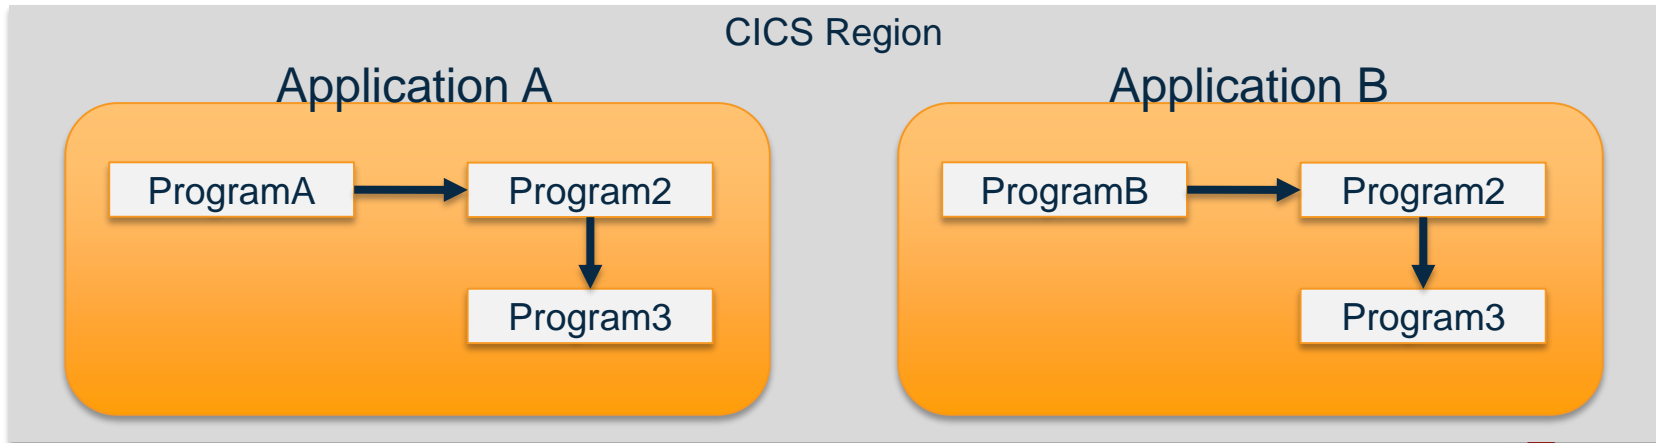 CICS Region
Application A
Application B
ProgramA
Program2
ProgramB
Program2
Program3
Program3